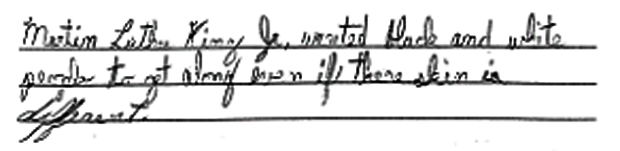 Martin Luther King Jr. wanted black and white
people to get along even if there skin is
different.